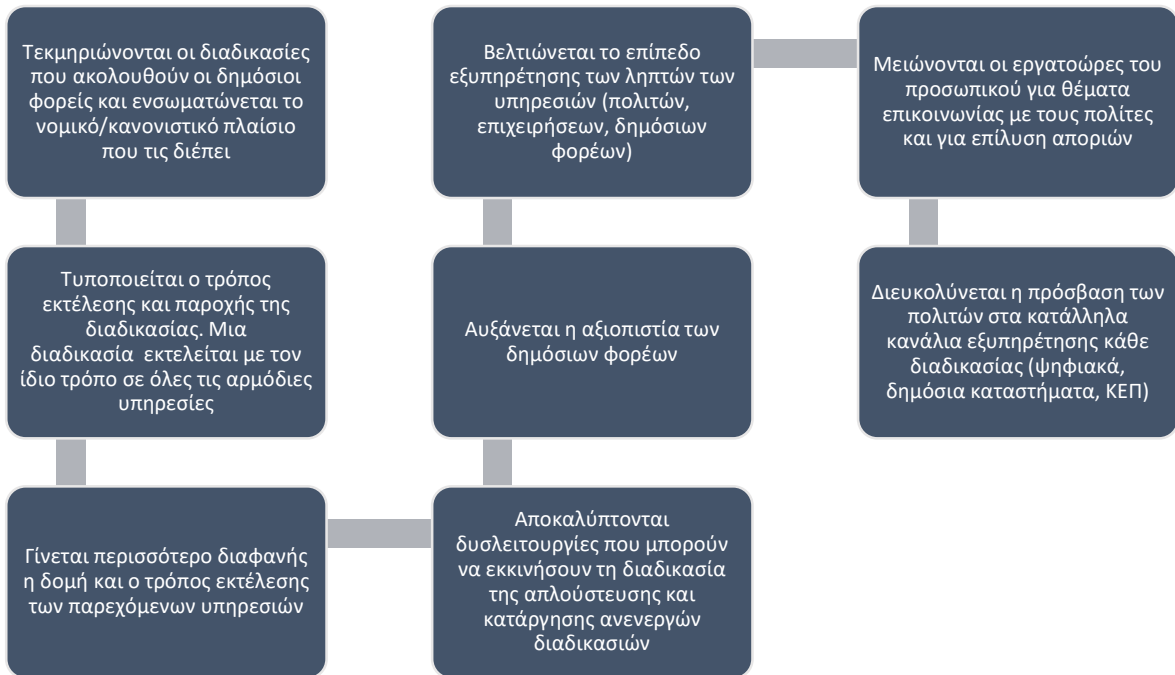 Τεκμηριώνονται οι διαδικασίες
που ακολουθούν οι δημόσιοι
φορείς και ενσωματώνεται το
νομικό/κανονιστικό πλαίσιο
που τις διέπει
Τυποποιείται ο τρόπος
εκτέλεσης και παροχής της
διαδικασίας. Μια
διαδικασία εκτελείται με τον
ίδιο τρόπο σε όλες τις αρμόδιες
υπηρεσίες
Γίνεται περισσότερο διαφανής
η δομή και ο τρόπος εκτέλεσης
των παρεχόμενων υπηρεσιών
Αποκαλύπτονται
δυσλειτουργίες που μπορούν
να εκκινήσουν τη διαδικασία
της απλούστευσης και
κατάργησης ανενεργών
διαδικασιών
Αυξάνεται η αξιοπιστία των
δημόσιων φορέων
Βελτιώνεται το επίπεδο
εξυπηρέτησης των ληπτών των
υπηρεσιών (πολιτών,
επιχειρήσεων, δημόσιων
φορέων)
Μειώνονται οι εργατοώρες του
προσωπικού για θέματα
επικοινωνίας με τους πολίτες
και για επίλυση αποριών
Διευκολύνεται η πρόσβαση των
πολιτών στα κατάλληλα
κανάλια εξυπηρέτησης κάθε
διαδικασίας (ψηφιακά,
δημόσια καταστήματα, ΚΕΠ)